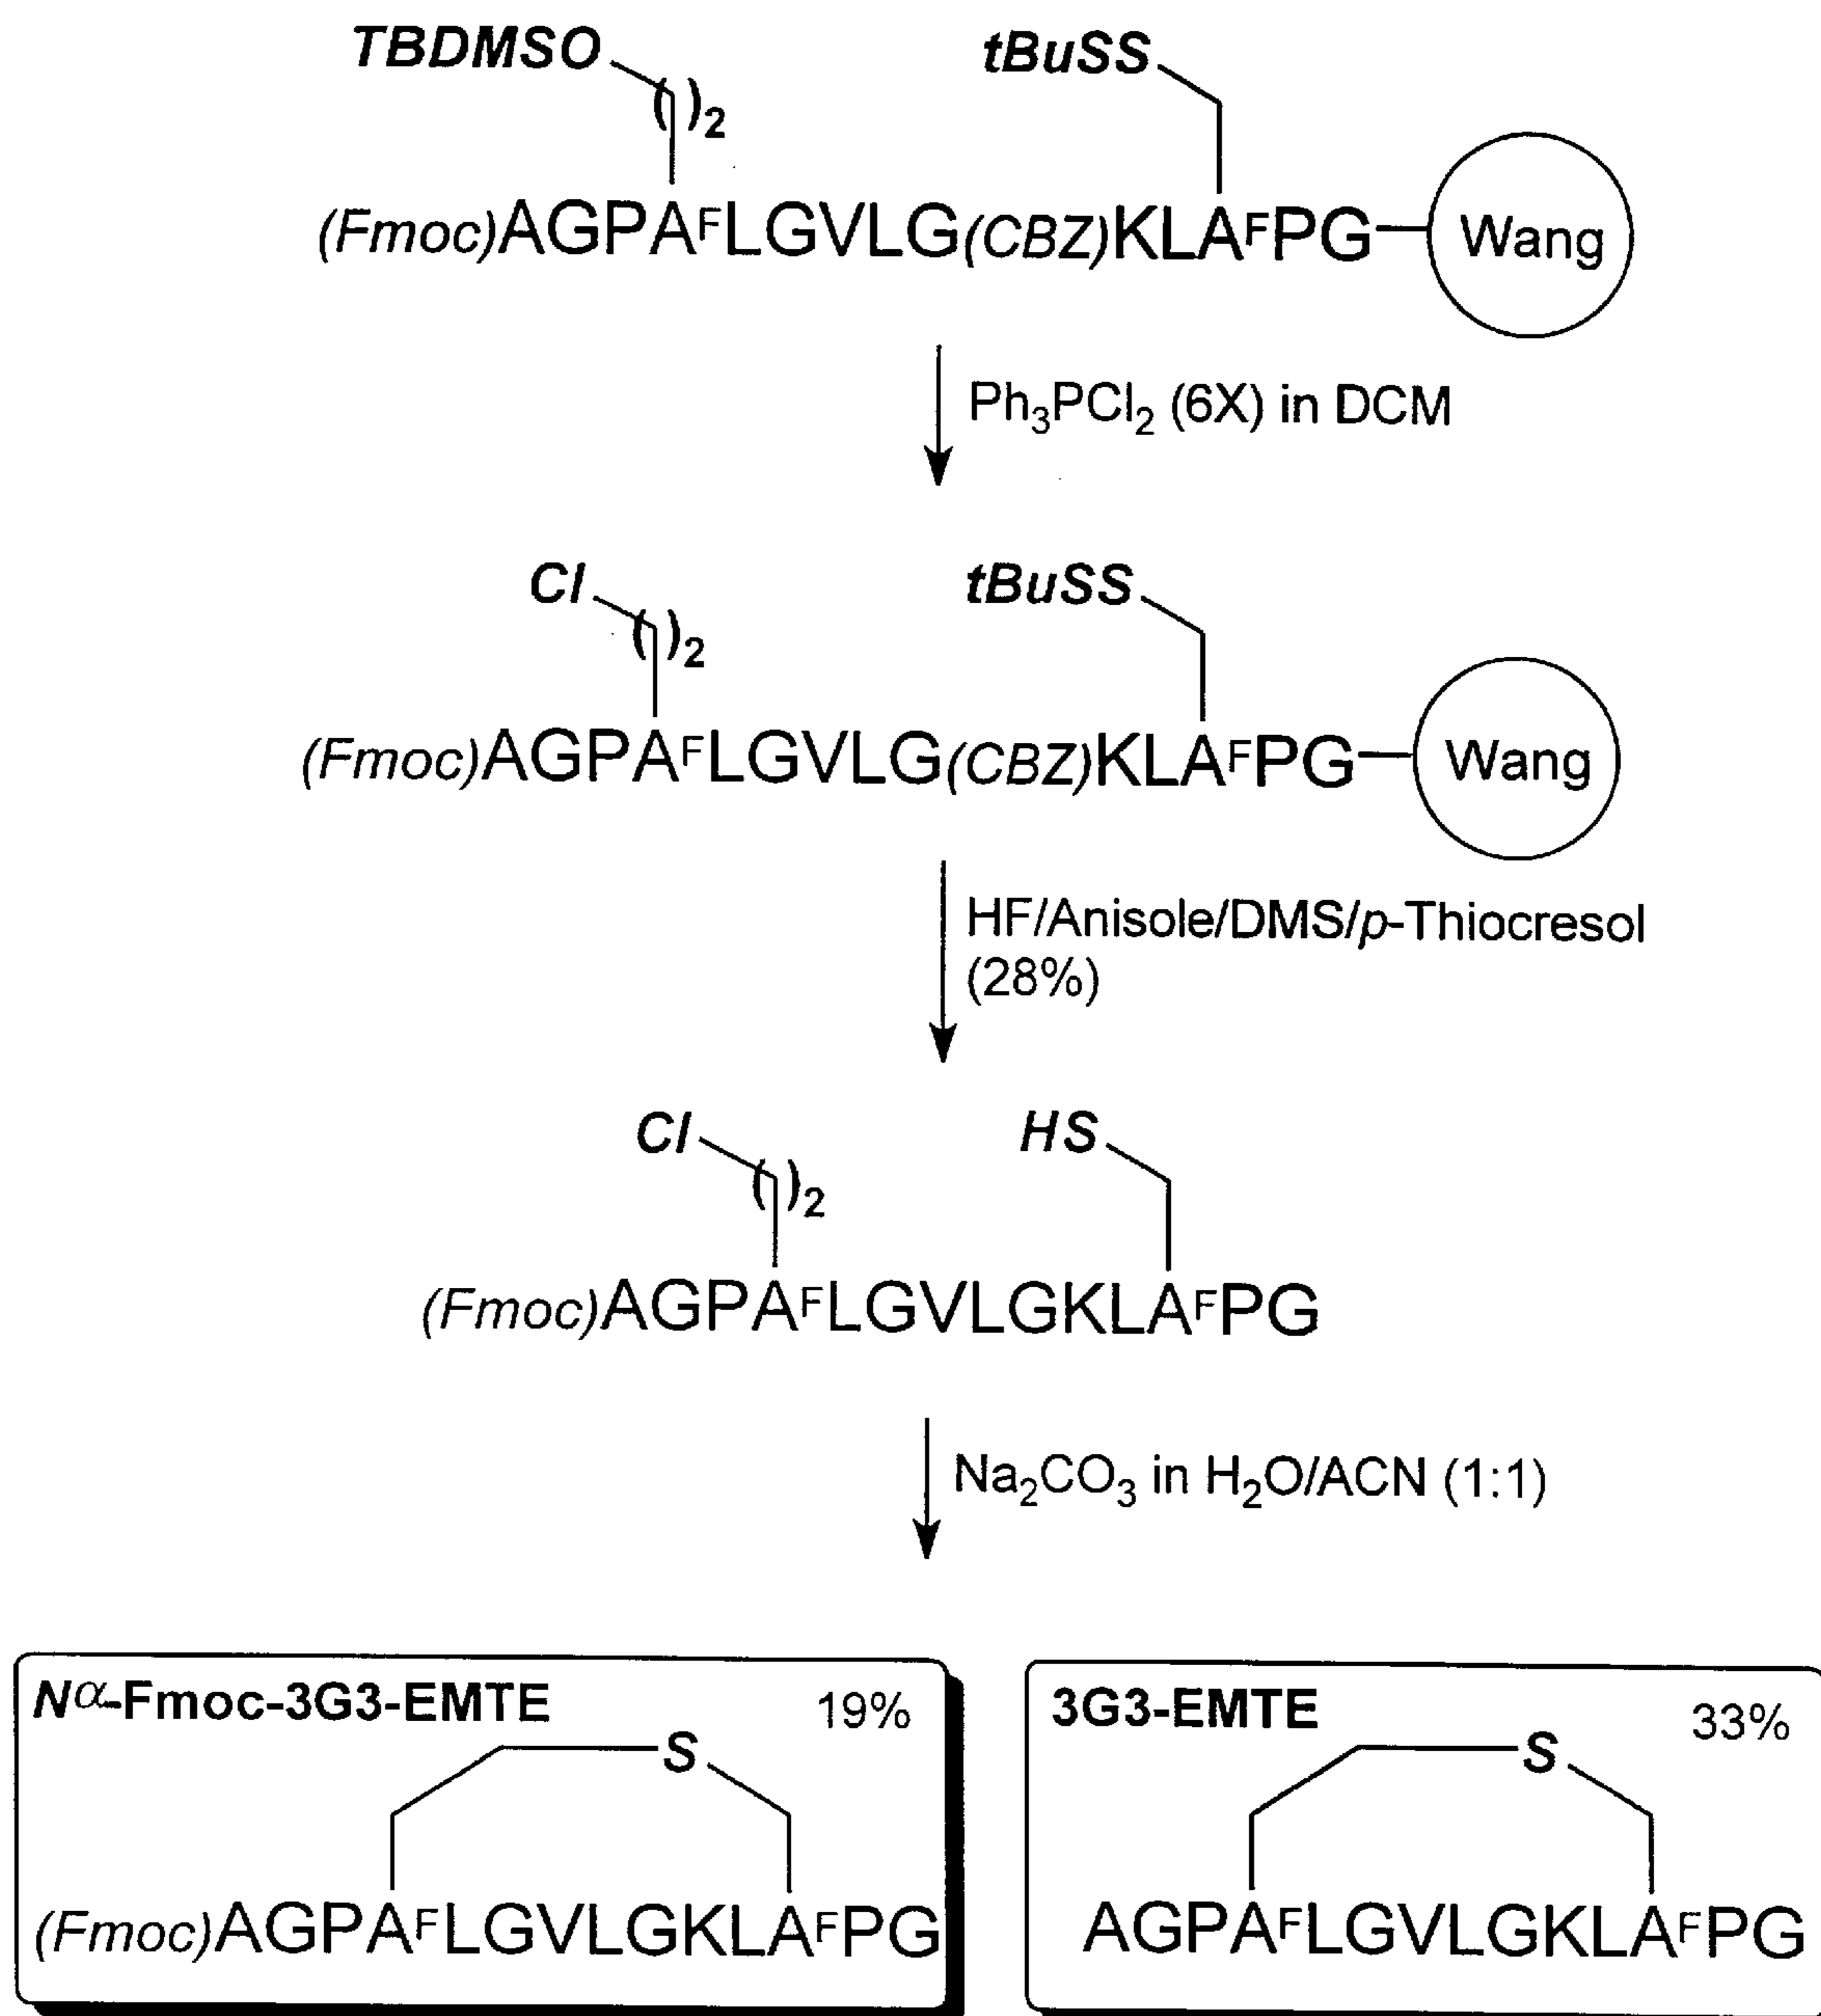 TBDMSO tBuSS
( )2
(Fmoc)AGPAFLGVLG(CBZ)KLAFPG Wang
Ph3PCl2 (6X) in DCM
Cl tBuSS
( )2
(Fmoc)AGPAFLGVLG(CBZ)KLAFPG Wang
HF/Anisole/DMS/p-Thiocresol
(28%)
Cl HS
( )2
(Fmoc)AGPAFLGVLGKLAFPG
Na2CO3 in H2O/ACN (1:1)
Nα-Fmoc-3G3-EMTE 19%
S
(Fmoc)AGPAFLGVLGKLAFPG
3G3-EMTE 33%
S
AGPAFLGVLGKLAFPG